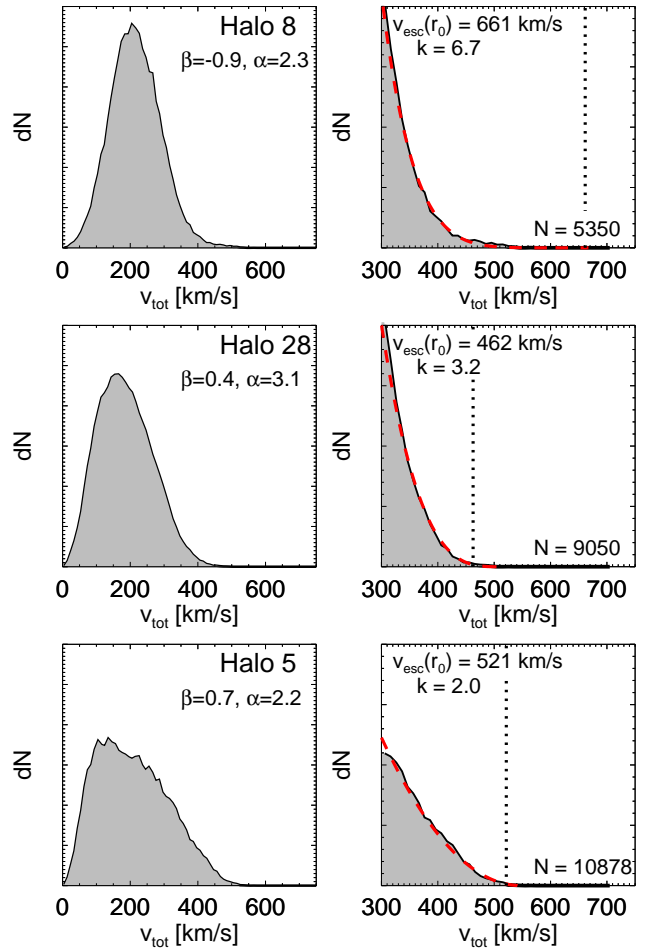 Halo 8
β=-0.9, α=2.3
dN
0 200 400 600
v_tot [km/s]
v_esc(r_0) = 661 km/s
k = 6.7
N = 5350
dN
300 400 500 600 700
v_tot [km/s]
Halo 28
β=0.4, α=3.1
dN
0 200 400 600
v_tot [km/s]
v_esc(r_0) = 462 km/s
k = 3.2
N = 9050
dN
300 400 500 600 700
v_tot [km/s]
Halo 5
β=0.7, α=2.2
dN
0 200 400 600
v_tot [km/s]
v_esc(r_0) = 521 km/s
k = 2.0
N = 10878
dN
300 400 500 600 700
v_tot [km/s]